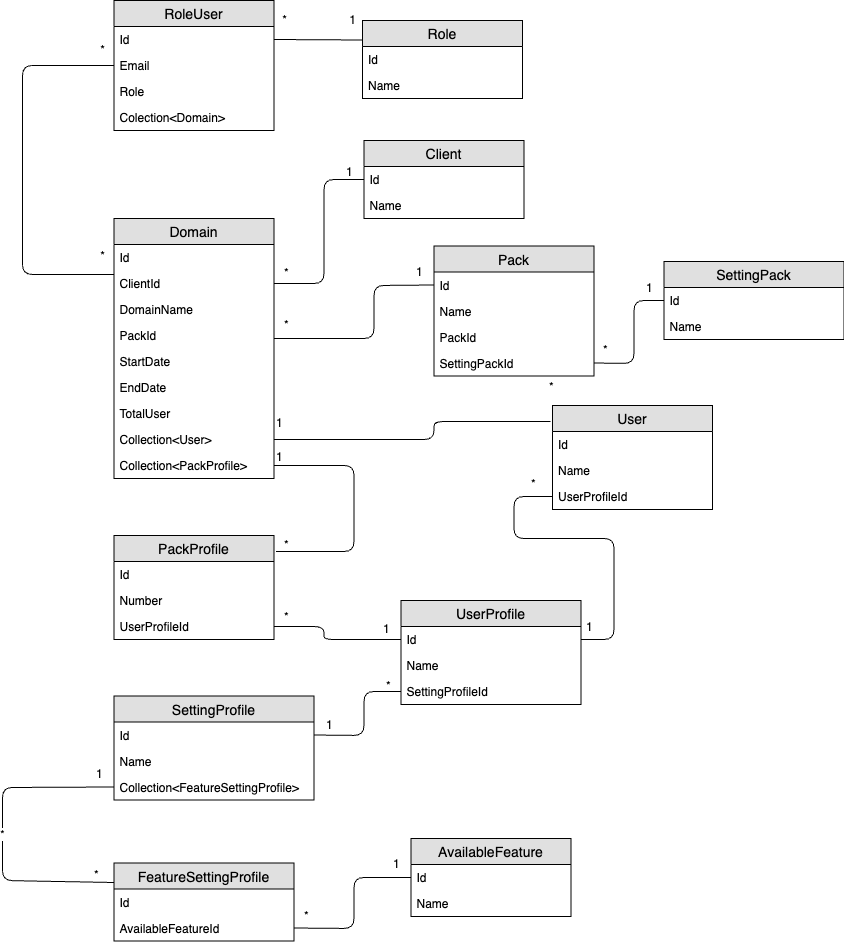 RoleUser
Id
Email
Role
Colection<Domain>
*
*
1
Role
Id
Name
Client
1
Id
Name
Domain
*
Id
ClientId
DomainName
PackId
StartDate
EndDate
TotalUser
Collection<User>
Collection<PackProfile>
*
*
1
1
1
Pack
Id
Name
PackId
SettingPackId
*
1
SettingPack
Id
Name
*
User
Id
Name
UserProfileId
*
PackProfile
*
Id
Number
UserProfileId
*
1
UserProfile
Id
Name
SettingProfileId
1
*
SettingProfile
Id
Name
Collection<FeatureSettingProfile>
1
1
*
*
FeatureSettingProfile
Id
AvailableFeatureId
*
1
AvailableFeature
Id
Name